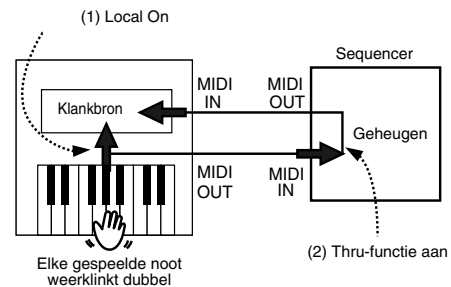 (1) Local On
Sequencer
MIDI
IN
MIDI
OUT
Klankbron
Geheugen
MIDI
OUT
MIDI
IN
(2) Thru-functie aan
Elke gespeelde noot
weerklinkt dubbel